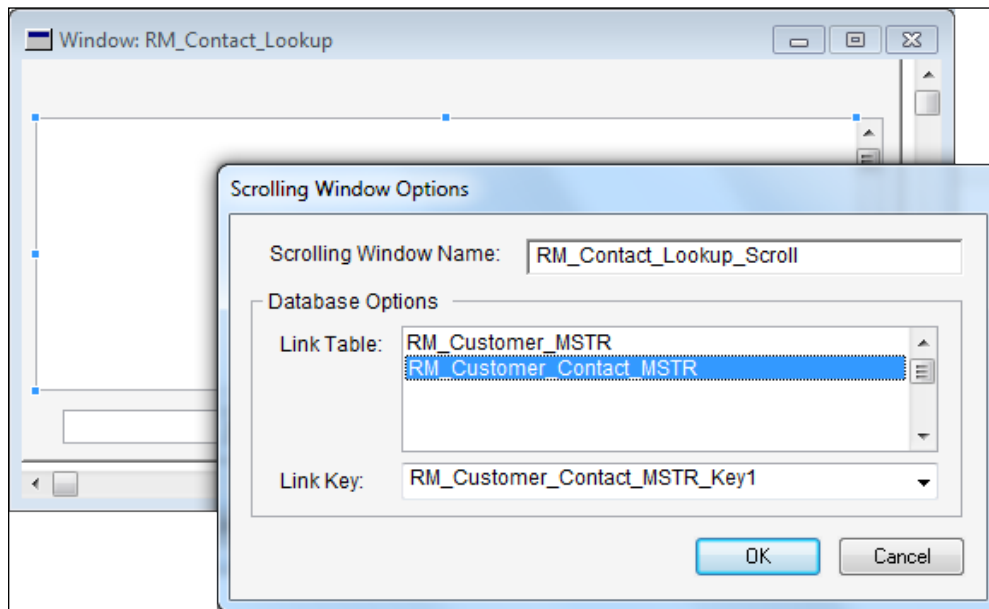 Window: RM_Contact_Lookup
Scrolling Window Options
Scrolling Window Name: RM_Contact_Lookup_Scroll
Database Options
Link Table: RM_Customer_MSTR
RM_Customer_Contact_MSTR
Link Key: RM_Customer_Contact_MSTR_Key1
OK Cancel